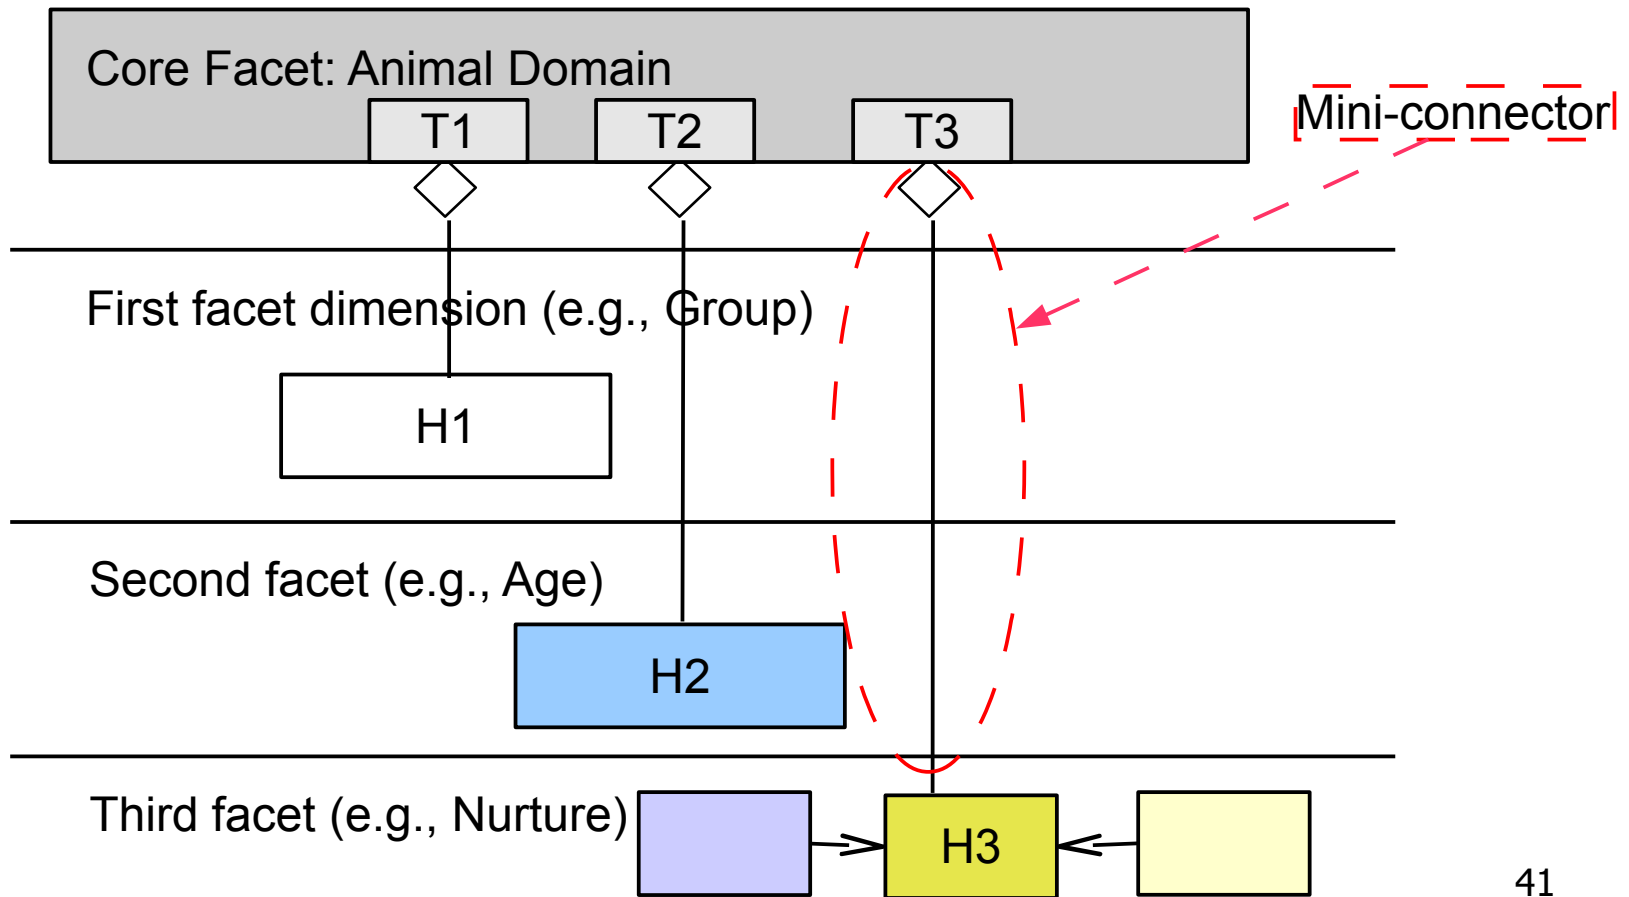 Core Facet: Animal Domain
T1
T2
T3
Mini-connector
First facet dimension (e.g., Group)
H1
Second facet (e.g., Age)
H2
Third facet (e.g., Nurture)
H3
41